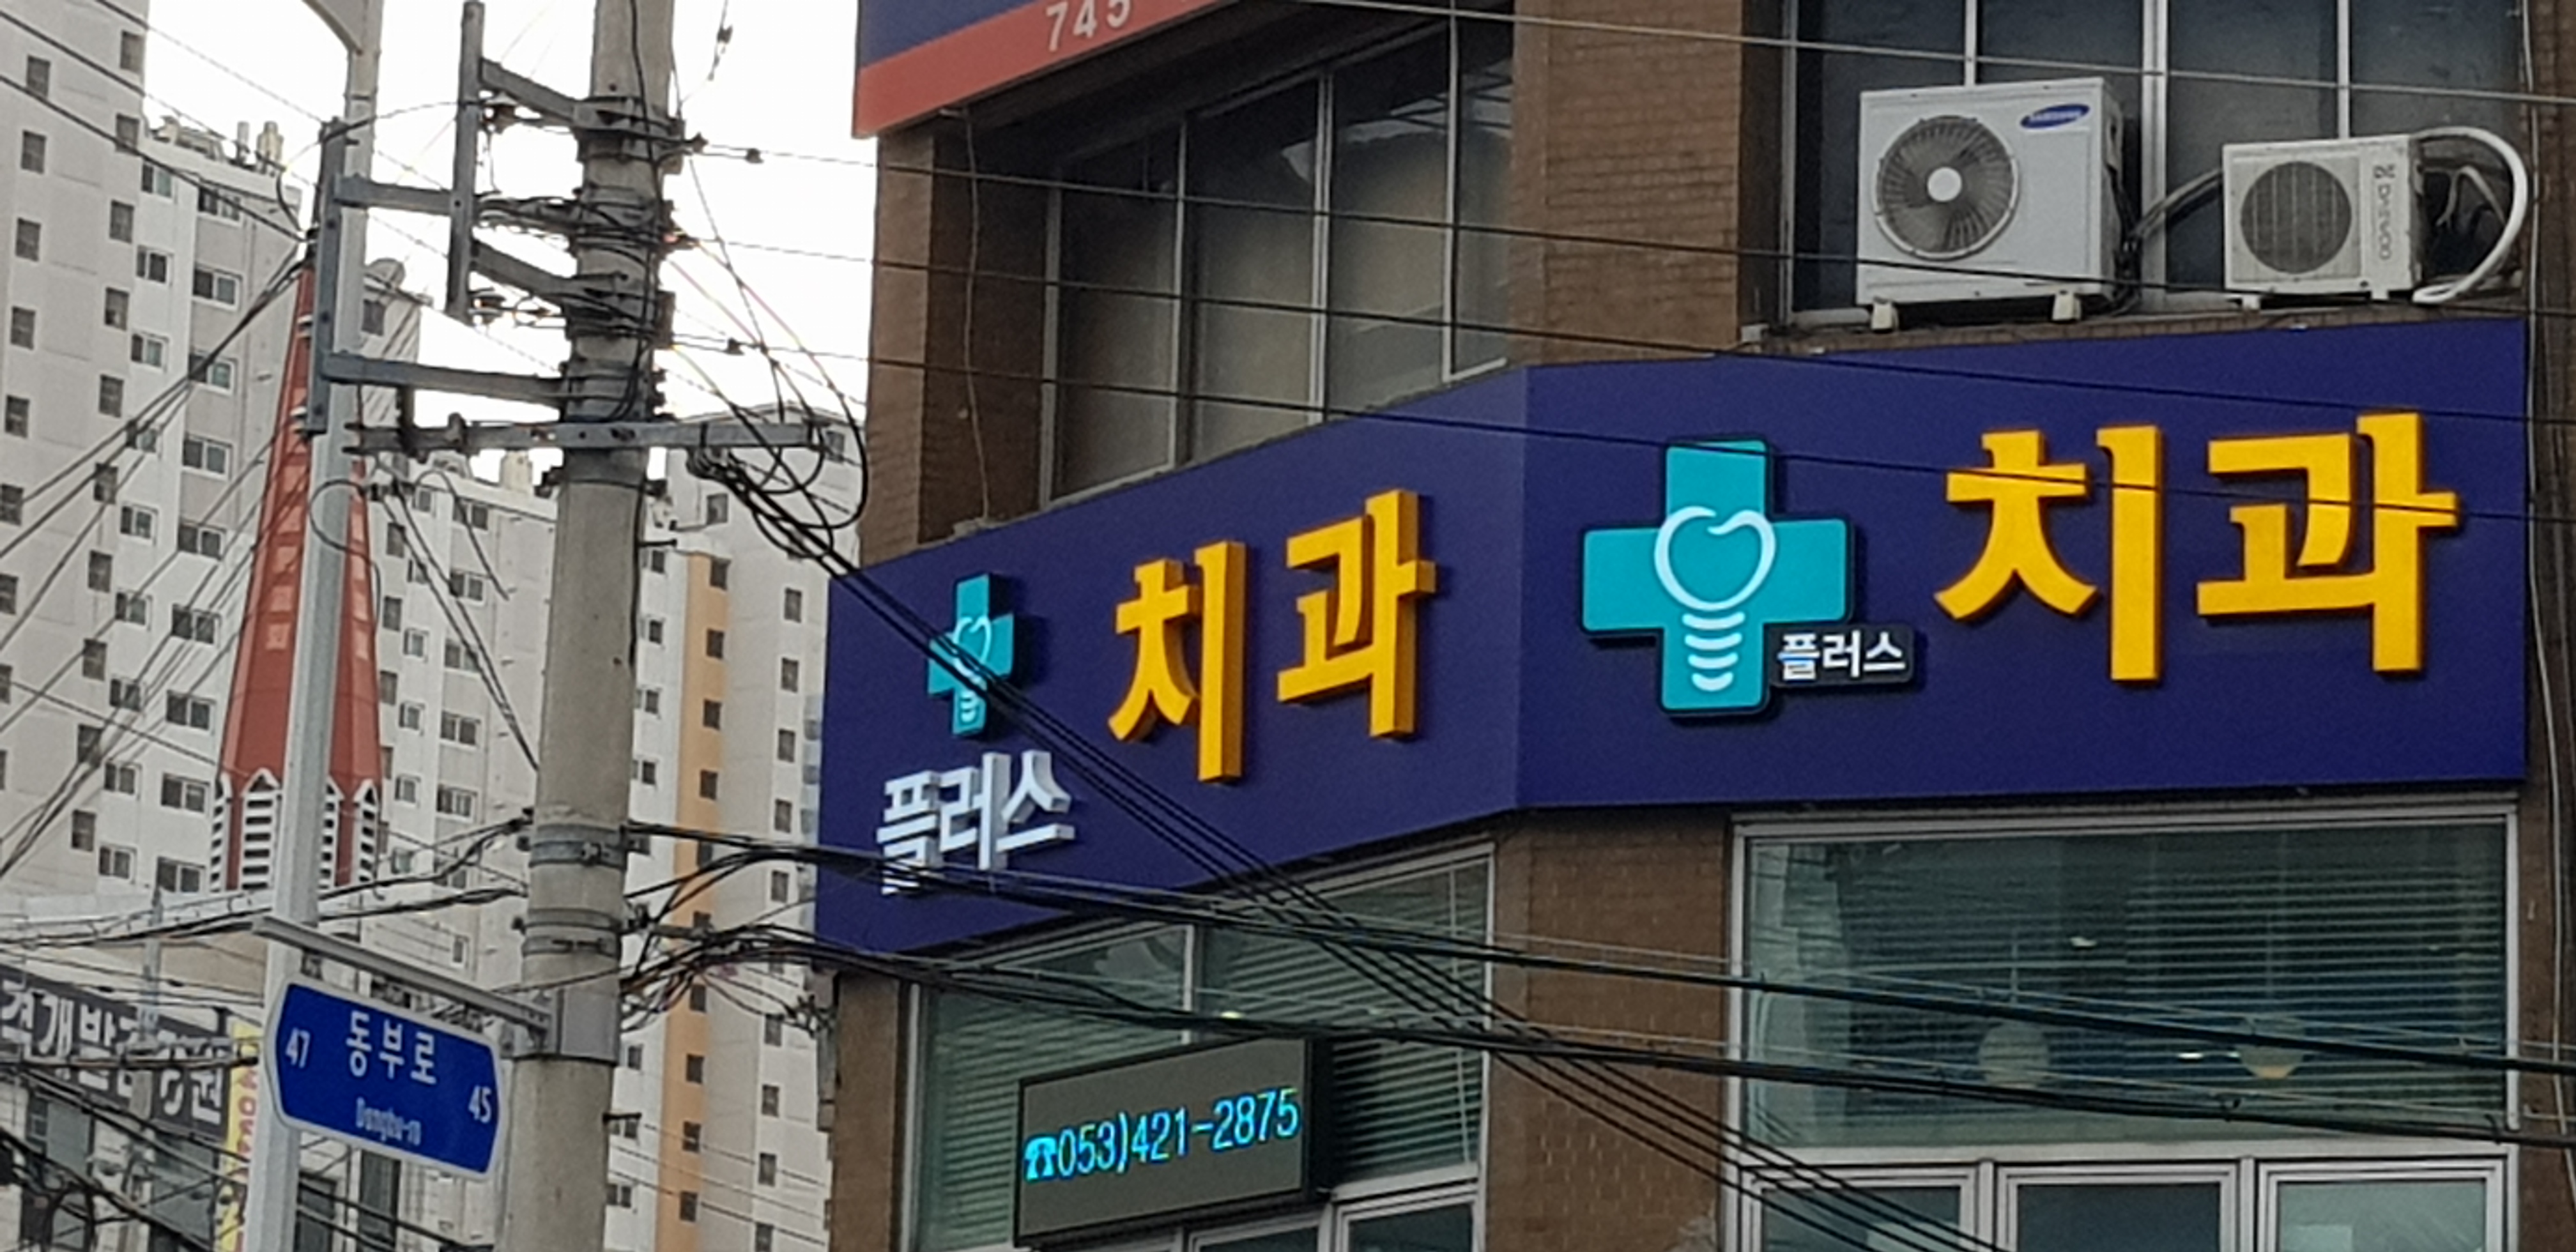 745
SAMSUNG
DAEWOO
치과
플러스
플러스
치과
47 동부로 45
Dongbu-ro
☎053)421-2875